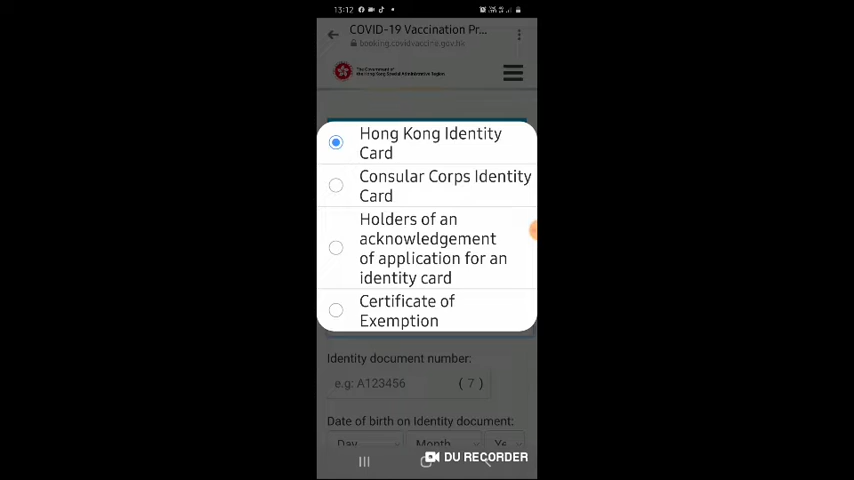 13:12
COVID-19 Vaccination Pr...
booking.covidvaccine.gov.hk
The Government of
the Hong Kong Special Administrative Region
Hong Kong Identity
Card
Consular Corps Identity
Card
Holders of an
acknowledgement
of application for an
identity card
Certificate of
Exemption
Identity document number:
e.g: A123456 ( 7 )
Date of birth on Identity document:
Day Month Ye
DU RECORDER